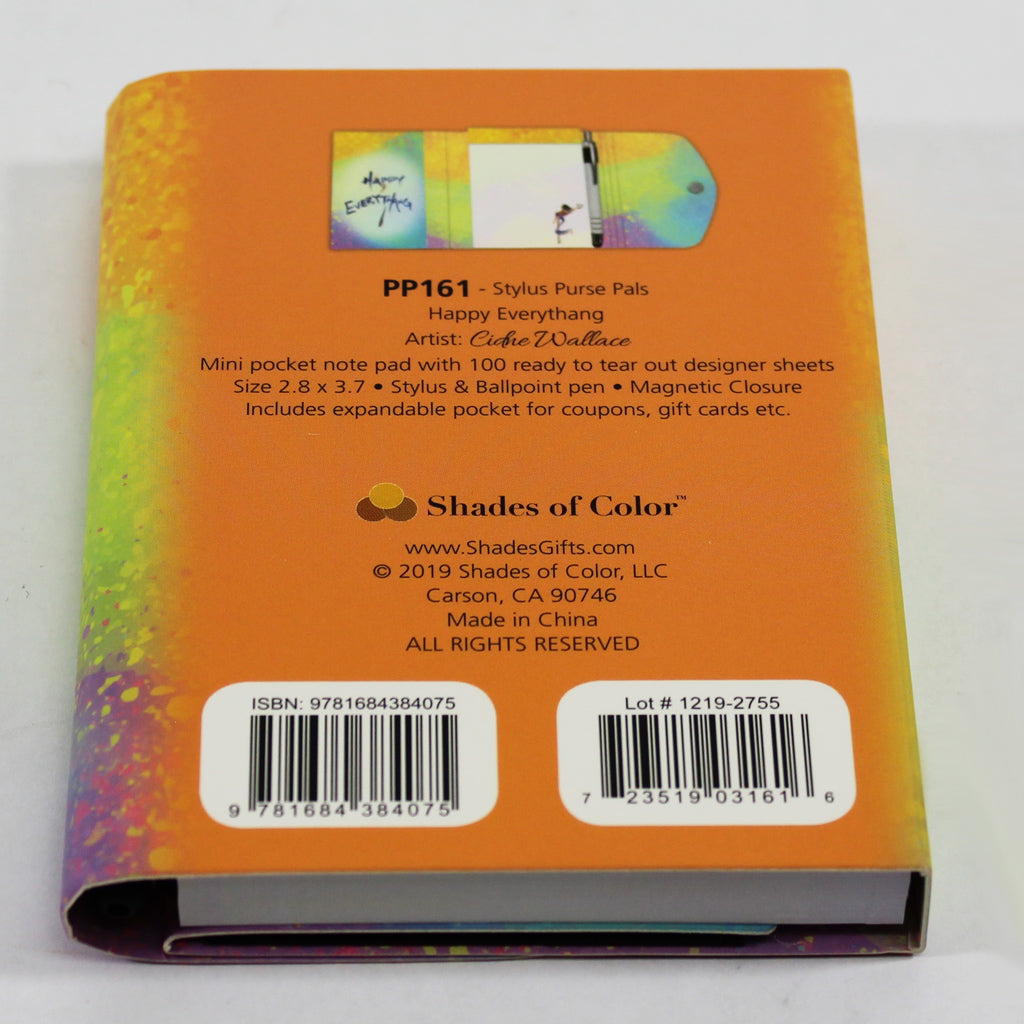 Happy
Everythang
PP161 - Stylus Purse Pals
Happy Everythang
Artist: Cidne Wallace
Mini pocket note pad with 100 ready to tear out designer sheets
Size 2.8 x 3.7 • Stylus & Ballpoint pen • Magnetic Closure
Includes expandable pocket for coupons, gift cards etc.
Shades of Color™
www.ShadesGifts.com
© 2019 Shades of Color, LLC
Carson, CA 90746
Made in China
ALL RIGHTS RESERVED
ISBN: 9781684384075
9 781684 384075
Lot # 1219-2755
7 23519 03161 6